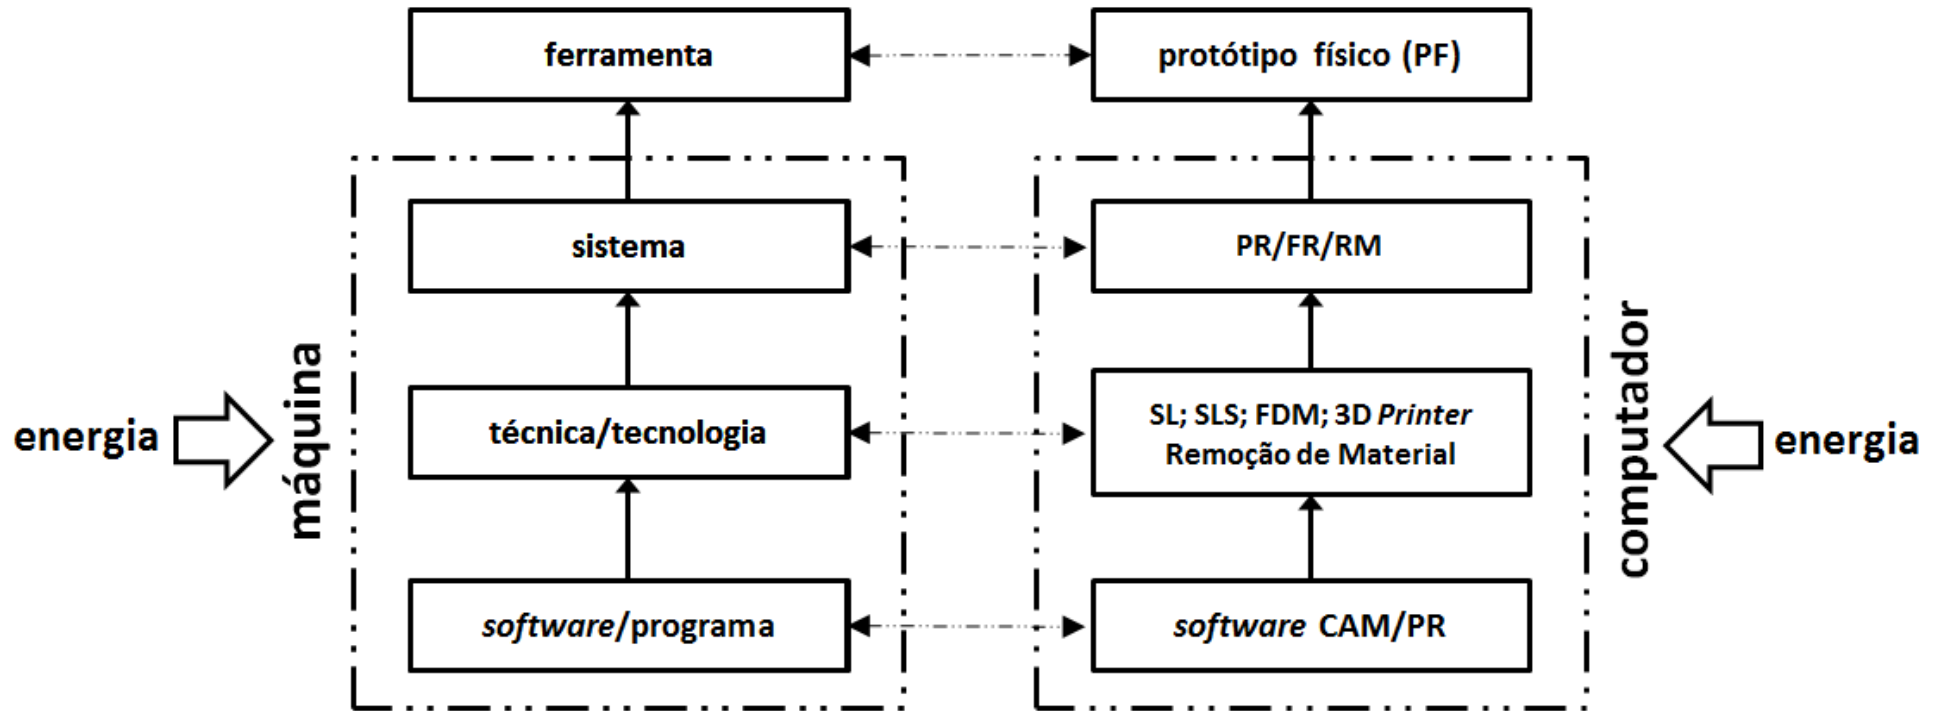 ferramenta
protótipo físico (PF)
sistema
PR/FR/RM
máquina
computador
energia
técnica/tecnologia
SL; SLS; FDM; 3D Printer
Remoção de Material
energia
software/programa
software CAM/PR